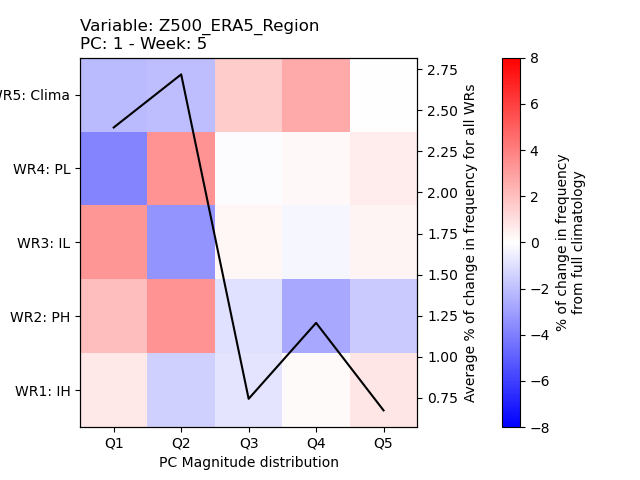 Variable: Z500_ERA5_Region
PC: 1 - Week: 5
WR5: Clima
WR4: PL
WR3: IL
WR2: PH
WR1: IH
Q1 Q2 Q3 Q4 Q5
PC Magnitude distribution
2.75
2.50
2.25
2.00
1.75
1.50
1.25
1.00
0.75
Average % of change in frequency for all WRs
8
6
4
2
0
−2
−4
−6
−8
% of change in frequency
from full climatology